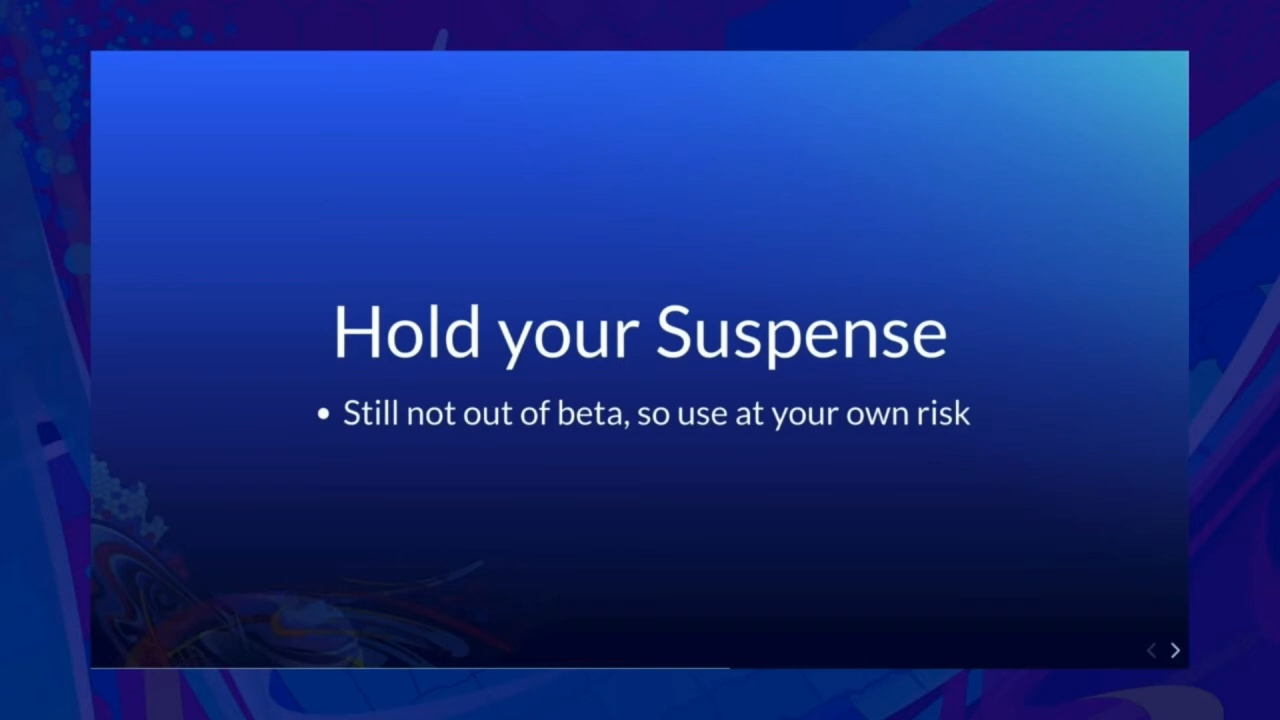 Hold your Suspense
• Still not out of beta, so use at your own risk